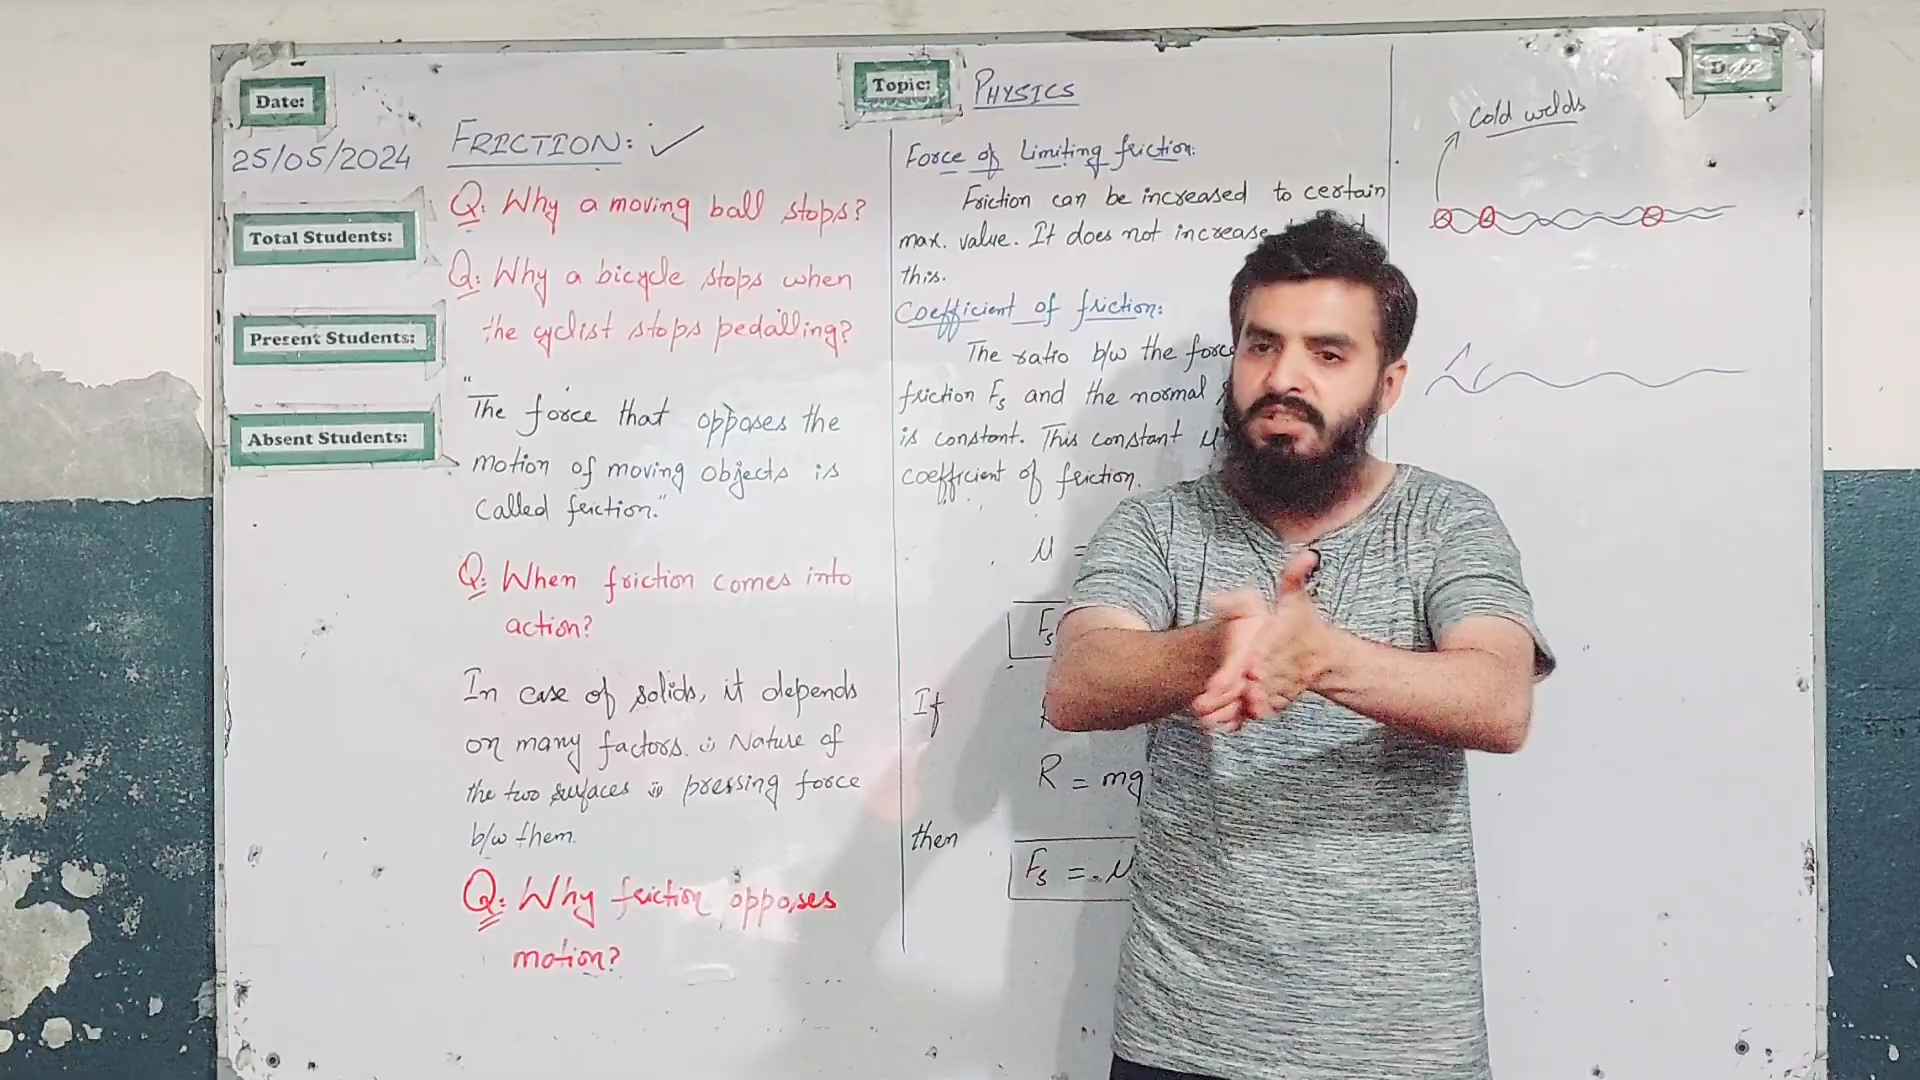 Date:
25/05/2024
Total Students:
Present Students:
Absent Students:
FRICTION:
Q: Why a moving ball stops?
Q: Why a bicycle stops when
the cyclist stops pedalling?
"The force that opposes the
motion of moving objects is
called friction."
Q: When friction comes into
action?
In case of solids, it depends
on many factors. (i) Nature of
the two surfaces (ii) pressing force
b/w them.
Q: Why friction opposes
motion?
Topic: PHYSICS
Force of Limiting friction:
Friction can be increased to certain
max. value. It does not increase
this.
Coefficient of friction:
The ratio b/w the force
friction Fs and the normal
is constant. This constant μ
coefficient of friction.
μ =
Fs
If
R = mg
then
Fs = μ
Cold welds